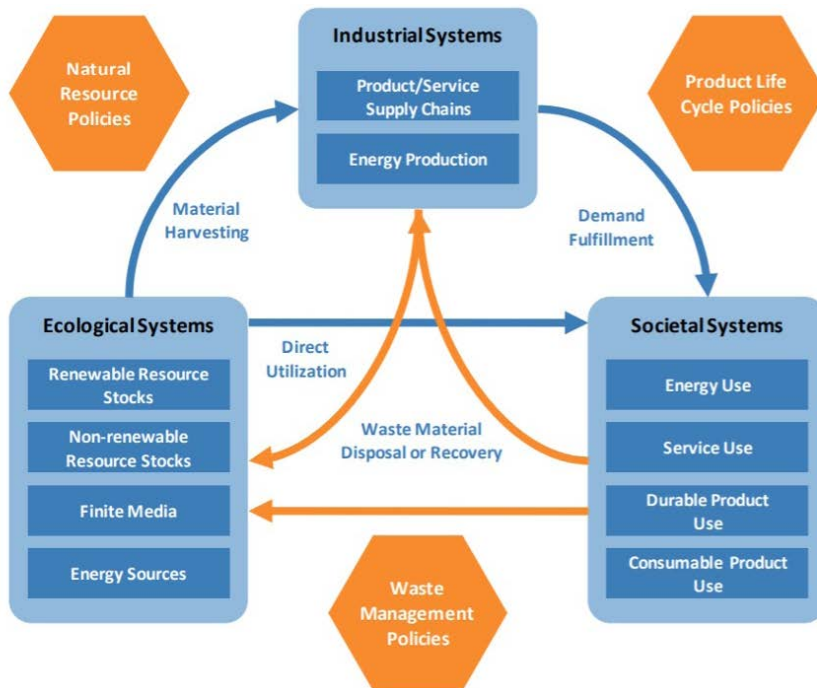 Natural
Resource
Policies
Industrial Systems
Product/Service
Supply Chains
Energy Production
Product Life
Cycle Policies
Material
Harvesting
Demand
Fulfillment
Ecological Systems
Renewable Resource
Stocks
Non-renewable
Resource Stocks
Finite Media
Energy Sources
Direct
Utilization
Waste Material
Disposal or Recovery
Societal Systems
Energy Use
Service Use
Durable Product
Use
Consumable Product
Use
Waste
Management
Policies